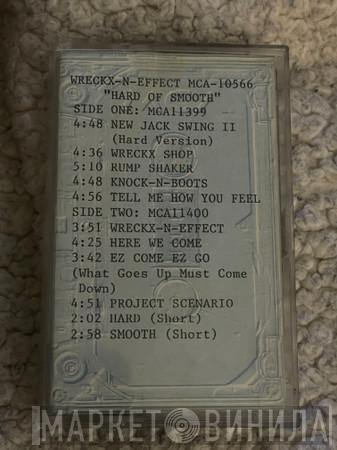 WRECKX-N-EFFECT MCA-10566
"HARD OF SMOOTH"
SIDE ONE: MCA11399
4:48 NEW JACK SWING II
(Hard Version)
4:36 WRECKX SHOP
5:10 RUMP SHAKER
4:48 KNOCK-N-BOOTS
4:56 TELL ME HOW YOU FEEL
SIDE TWO: MCA11400
3:51 WRECKX-N-EFFECT
4:25 HERE WE COME
3:42 EZ COME EZ GO
(What Goes Up Must Come
Down)
4:51 PROJECT SCENARIO
2:02 HARD (Short)
2:58 SMOOTH (Short)
МАРКЕТ ВИНИЛА